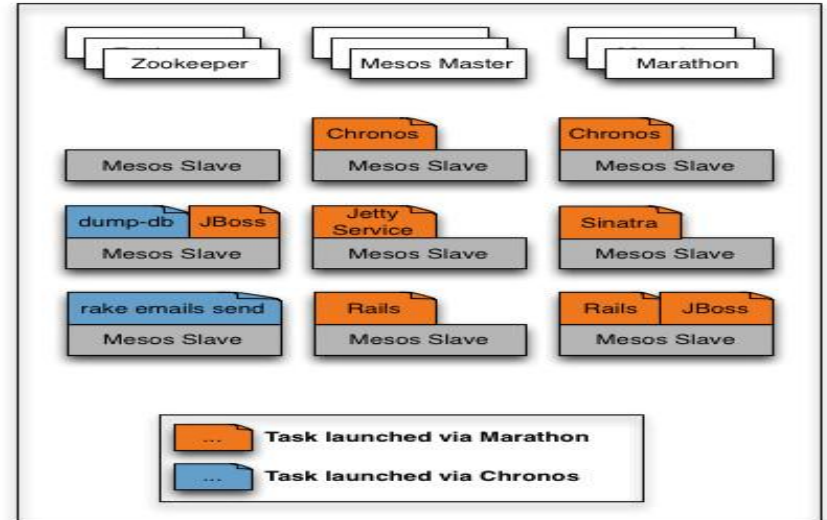 Zookeeper
Mesos Master
Marathon
Chronos
Chronos
Mesos Slave
Mesos Slave
Mesos Slave
dump-db
JBoss
Jetty
Service
Sinatra
Mesos Slave
Mesos Slave
Mesos Slave
rake emails send
Rails
Rails
JBoss
Mesos Slave
Mesos Slave
Mesos Slave
... Task launched via Marathon
... Task launched via Chronos